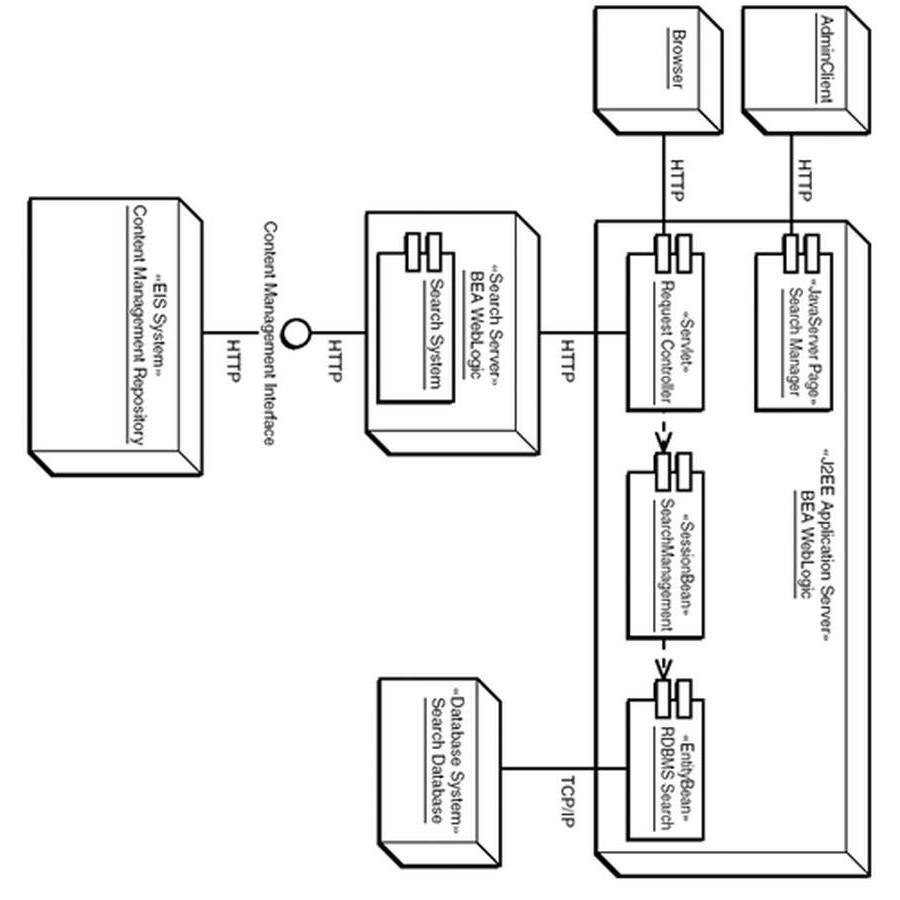 AdminClient
HTTP
Browser
HTTP
«J2EE Application Server»
BEA WebLogic
«JavaServer Page»
Search Manager
«Servlet»
Request Controller
«SessionBean»
SearchManagement
«EntityBean»
RDBMS Search
HTTP
TCP/IP
«Search Server»
BEA WebLogic
Search System
«Database System»
Search Database
HTTP
Content Management Interface
HTTP
«EIS System»
Content Management Repository